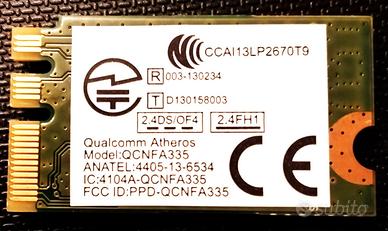 CCAI13LP2670T9
R 003-130234
T D130158003
2.4DS/OF4 2.4FH1
Qualcomm Atheros
Model:QCNFA335
ANATEL:4405-13-6534
IC:4104A-QCNFA335
FCC ID:PPD-QCNFA335
CE
subito